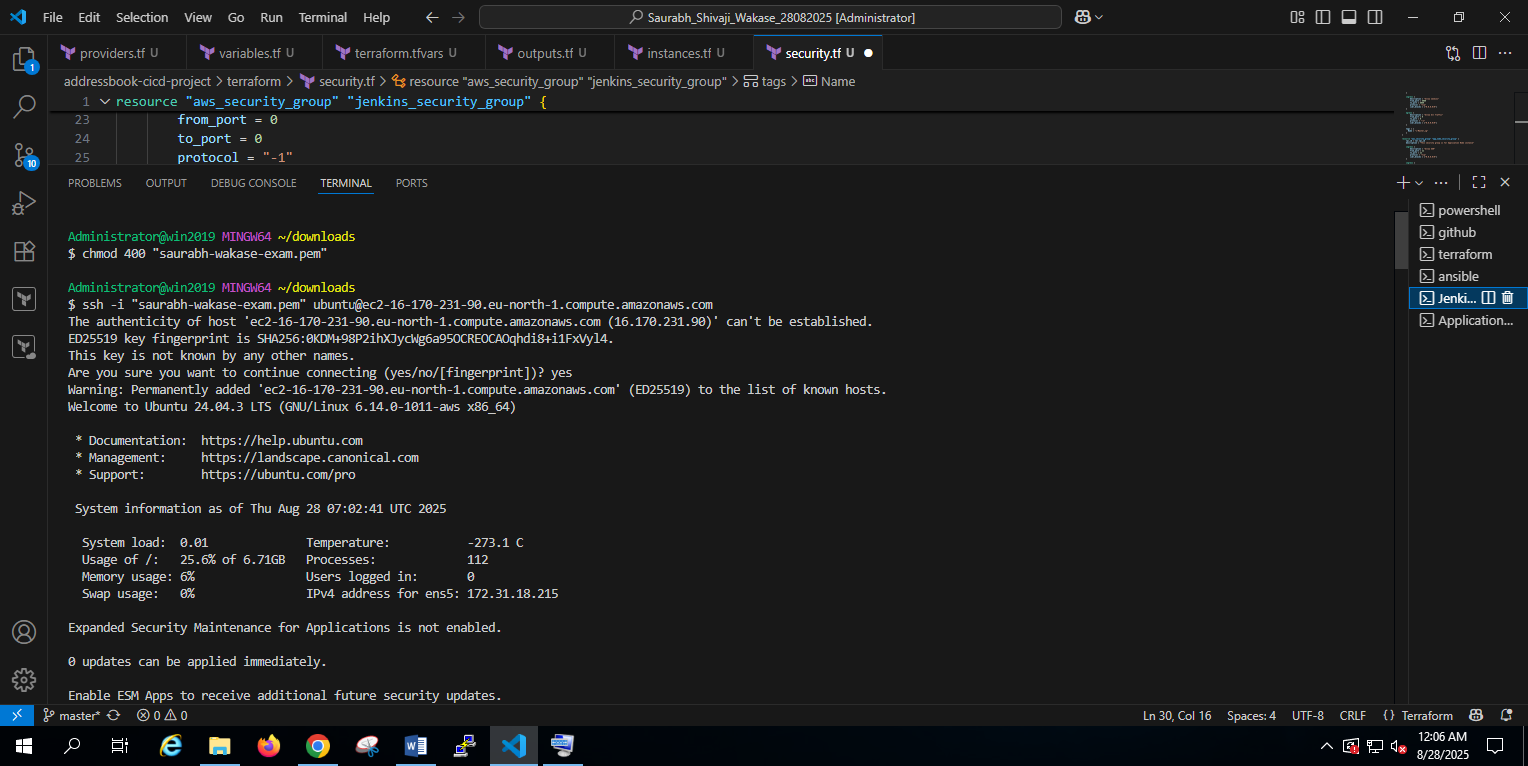 File Edit Selection View Go Run Terminal Help
Saurabh_Shivaji_Wakase_28082025 [Administrator]
providers.tf U variables.tf U terraform.tfvars U outputs.tf U instances.tf U security.tf U
addressbook-cicd-project > terraform > security.tf > resource "aws_security_group" "jenkins_security_group" > tags > Name
1 resource "aws_security_group" "jenkins_security_group" {
23 from_port = 0
24 to_port = 0
25 protocol = "-1"
PROBLEMS OUTPUT DEBUG CONSOLE TERMINAL PORTS
Administrator@win2019 MINGW64 ~/downloads
$ chmod 400 "saurabh-wakase-exam.pem"
Administrator@win2019 MINGW64 ~/downloads
$ ssh -i "saurabh-wakase-exam.pem" ubuntu@ec2-16-170-231-90.eu-north-1.compute.amazonaws.com
The authenticity of host 'ec2-16-170-231-90.eu-north-1.compute.amazonaws.com (16.170.231.90)' can't be established.
ED25519 key fingerprint is SHA256:0KDM+98P2ihXJycWg6a95OCREOCAOqhdi8+i1FxVyl4.
This key is not known by any other names.
Are you sure you want to continue connecting (yes/no/[fingerprint])? yes
Warning: Permanently added 'ec2-16-170-231-90.eu-north-1.compute.amazonaws.com' (ED25519) to the list of known hosts.
Welcome to Ubuntu 24.04.3 LTS (GNU/Linux 6.14.0-1011-aws x86_64)
* Documentation: https://help.ubuntu.com
* Management: https://landscape.canonical.com
* Support: https://ubuntu.com/pro
System information as of Thu Aug 28 07:02:41 UTC 2025
System load: 0.01 Temperature: -273.1 C
Usage of /: 25.6% of 6.71GB Processes: 112
Memory usage: 6% Users logged in: 0
Swap usage: 0% IPv4 address for ens5: 172.31.18.215
Expanded Security Maintenance for Applications is not enabled.
0 updates can be applied immediately.
Enable ESM Apps to receive additional future security updates.
powershell
github
terraform
ansible
Jenki...
Application...
1
10
master* 0 0 Ln 30, Col 16 Spaces: 4 UTF-8 CRLF {} Terraform
12:06 AM
8/28/2025